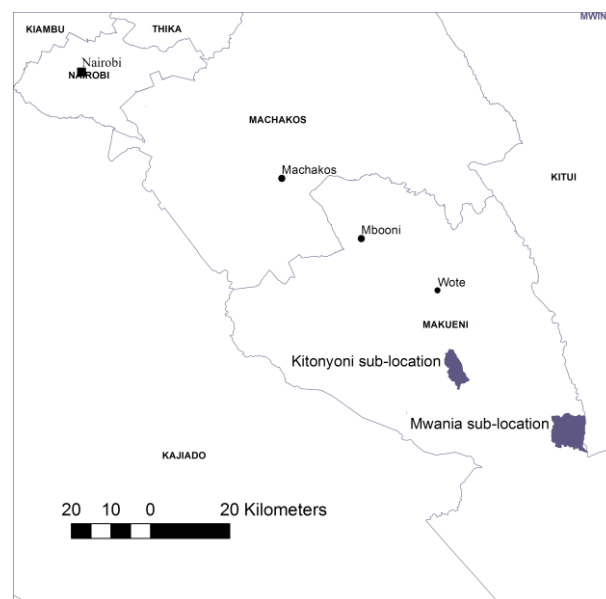 KIAMBU
THIKA
MWIN
Nairobi
NAIROBI
MACHAKOS
Machakos
KITUI
Mbooni
Wote
MAKUENI
Kitonyoni sub-location
Mwania sub-location
KAJIADO
20 10 0 20 Kilometers